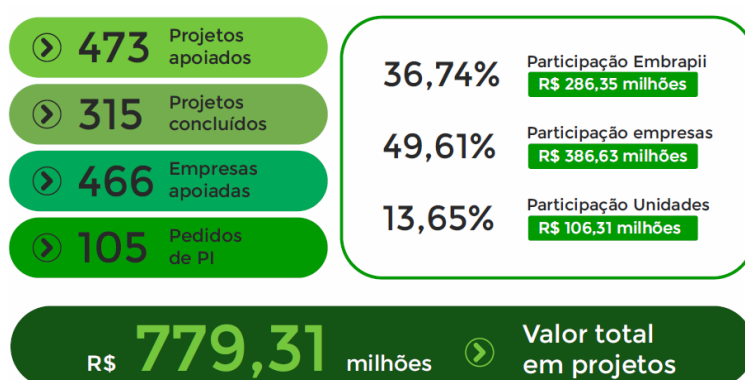 473 Projetos
apoiados
315 Projetos
concluídos
466 Empresas
apoiadas
105 Pedidos
de PI
36,74% Participação Embrapii
R$ 286,35 milhões
49,61% Participação empresas
R$ 386,63 milhões
13,65% Participação Unidades
R$ 106,31 milhões
R$ 779,31 milhões Valor total
em projetos